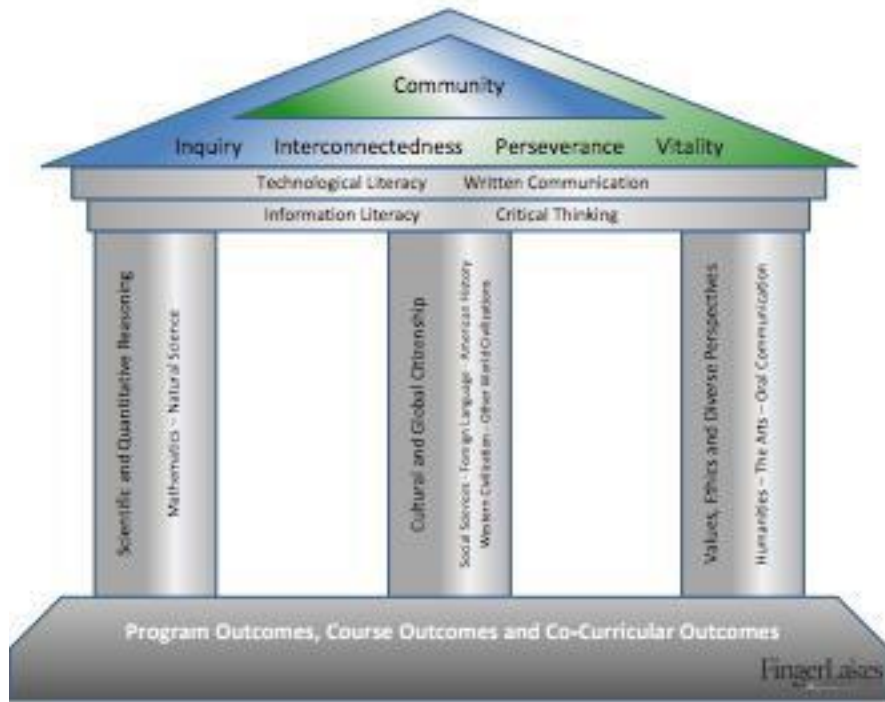 Community
Inquiry Interconnectedness Perseverance Vitality
Technological Literacy Written Communication
Information Literacy Critical Thinking
Scientific and Quantitative Reasoning
Mathematics – Natural Science
Cultural and Global Citizenship
Social Sciences - Foreign Language - American History
Western Civilization - Other World Civilizations
Values, Ethics and Diverse Perspectives
Humanities – The Arts – Oral Communication
Program Outcomes, Course Outcomes and Co-Curricular Outcomes
FingerLakes